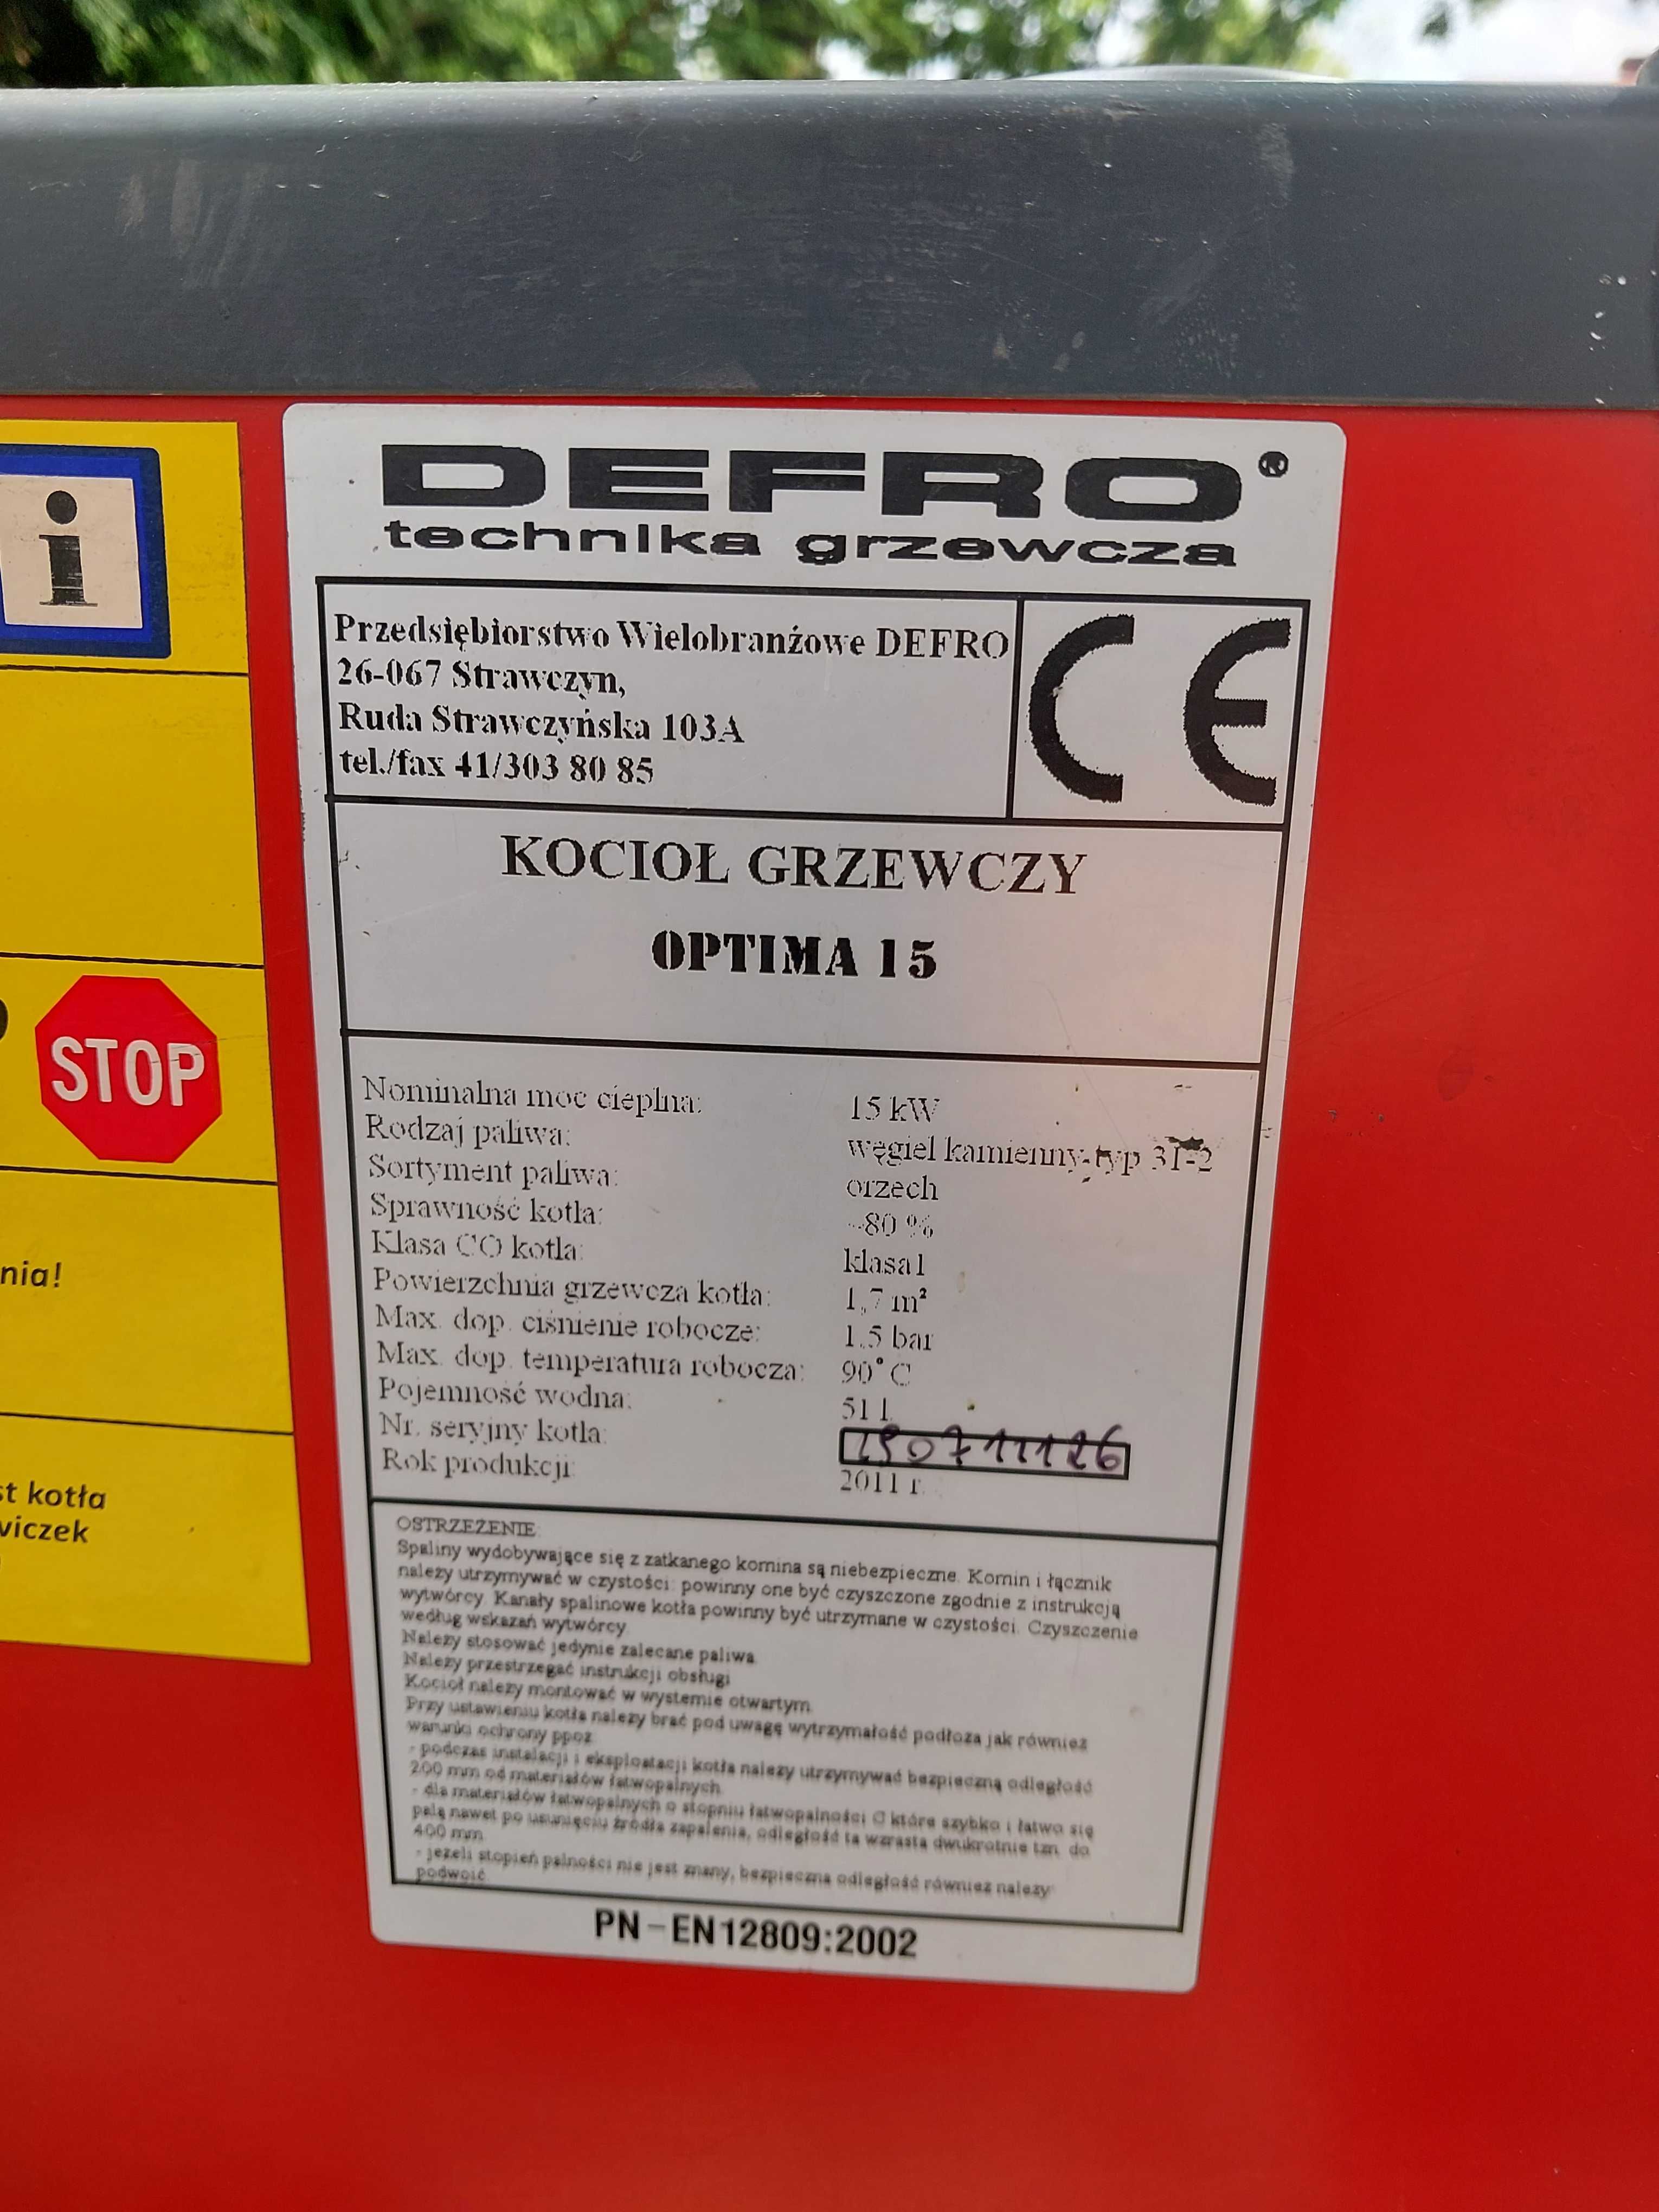 DEFRO®
technika grzewcza
Przedsiębiorstwo Wielobranżowe DEFRO
26-067 Strawczyn,
Ruda Strawczyńska 103A
tel./fax 41/303 80 85
CE
KOCIOŁ GRZEWCZY
OPTIMA 15
Nominalna moc cieplna: 15 kW
Rodzaj paliwa: węgiel kamienny-typ 31-2
Sortyment paliwa: orzech
Sprawność kotła: ~80 %
Klasa CO kotła: klasa1
Powierzchnia grzewcza kotła: 1,7 m²
Max. dop. ciśnienie robocze: 1.5 bar
Max. dop. temperatura robocza: 90°C
Pojemność wodna: 51 l.
Nr. seryjny kotła:
Rok produkcji: 2011 r.
OSTRZEŻENIE:
Spaliny wydobywające się z zatkanego komina są niebezpieczne. Komin i łącznik
należy utrzymywać w czystości: powinny one być czyszczone zgodnie z instrukcją
wytwórcy. Kanały spalinowe kotła powinny być utrzymane w czystości. Czyszczenie
według wskazań wytwórcy.
Należy stosować jedynie zalecane paliwa.
Należy przestrzegać instrukcji obsługi
Kocioł należy montować w wystemie otwartym.
Przy ustawieniu kotła należy brać pod uwagę wytrzymałość podłoża jak również
warunki ochrony ppoż.
- podczas instalacji i eksploatacji kotła należy utrzymywać bezpieczną odległość
200 mm od materiałów łatwopalnych.
- dla materiałów łatwopalnych o stopniu łatwopalności C które szybko i łatwo się
palą nawet po usunięciu źródła zapalenia, odległość ta wzrasta dwukrotnie tzn. do
400 mm.
- jeżeli stopień palności nie jest znany, bezpieczna odległość również należy
podwoić
PN-EN 12809:2002
i
STOP
nia!
st kotła
wiczek